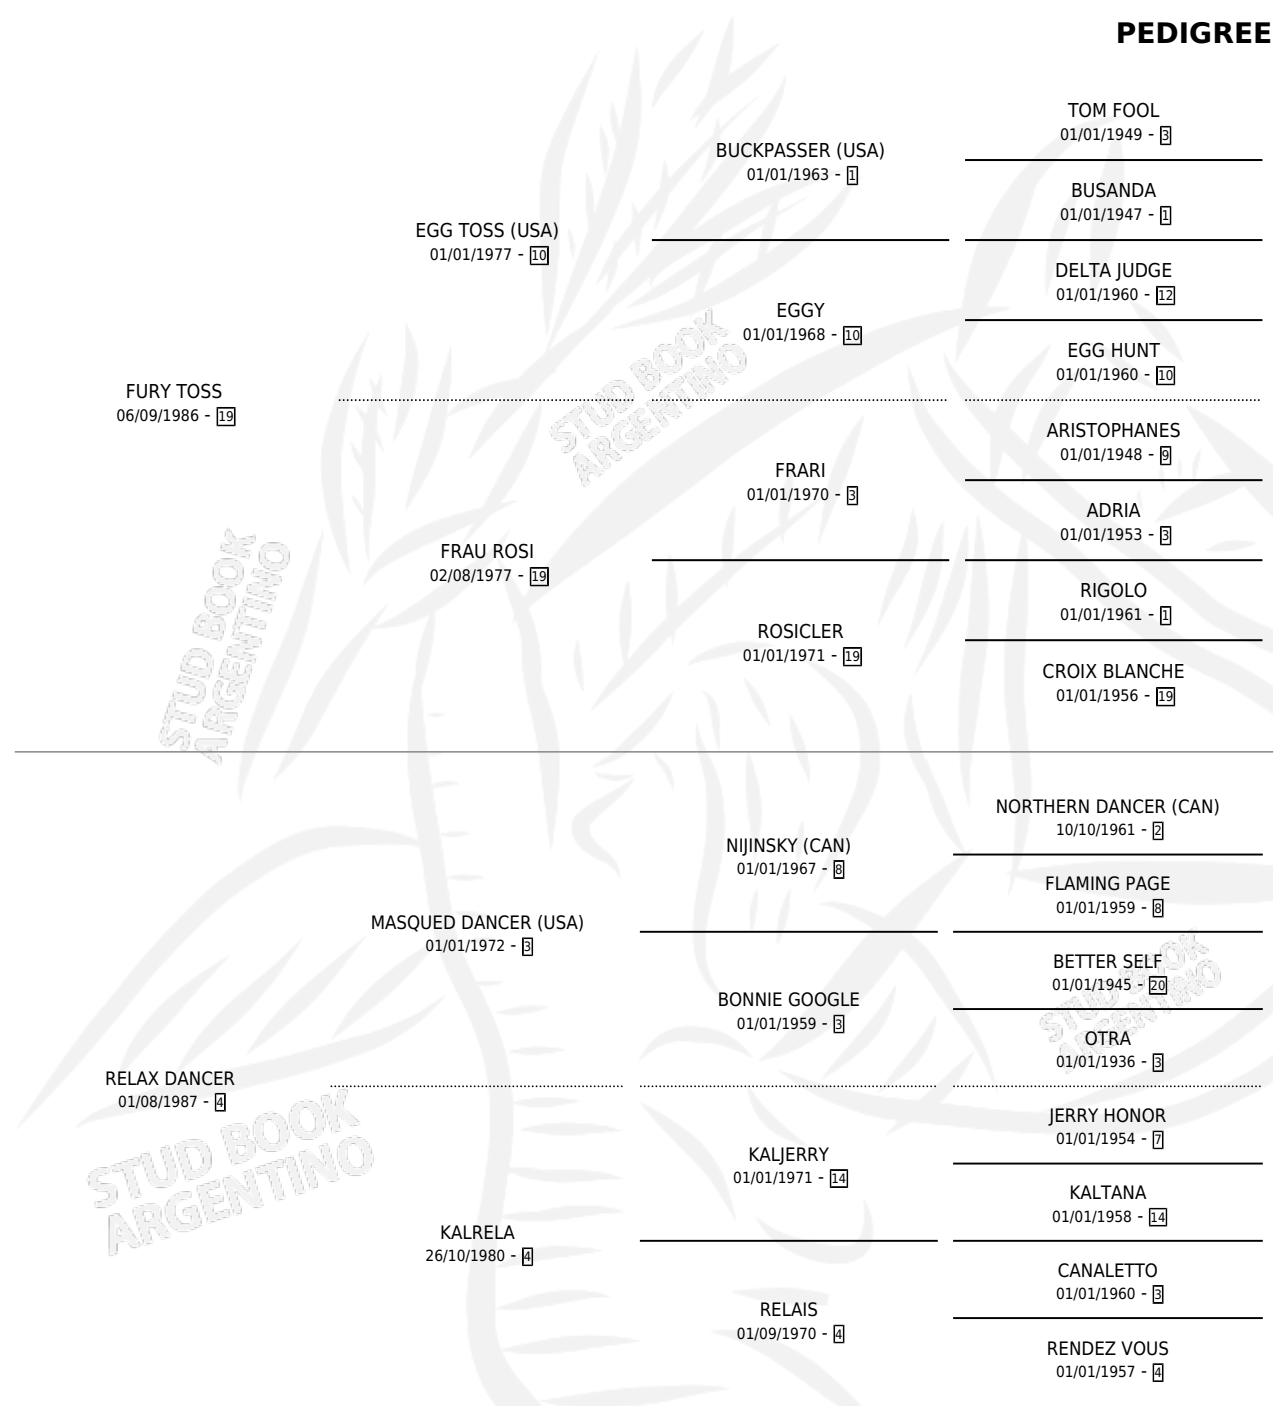 PEDIGREE
TOM FOOL
01/01/1949 - 3
BUCKPASSER (USA)
01/01/1963 - 1
BUSANDA
01/01/1947 - 1
EGG TOSS (USA)
01/01/1977 - 10
DELTA JUDGE
01/01/1960 - 12
EGGY
01/01/1968 - 10
EGG HUNT
01/01/1960 - 10
FURY TOSS
06/09/1986 - 19
ARISTOPHANES
01/01/1948 - 9
FRARI
01/01/1970 - 3
ADRIA
01/01/1953 - 3
FRAU ROSI
02/08/1977 - 19
RIGOLO
01/01/1961 - 1
ROSICLER
01/01/1971 - 19
CROIX BLANCHE
01/01/1956 - 19
NORTHERN DANCER (CAN)
10/10/1961 - 2
NIJINSKY (CAN)
01/01/1967 - 8
FLAMING PAGE
01/01/1959 - 8
MASQUED DANCER (USA)
01/01/1972 - 3
BETTER SELF
01/01/1945 - 20
BONNIE GOOGLE
01/01/1959 - 3
OTRA
01/01/1936 - 3
RELAX DANCER
01/08/1987 - 4
JERRY HONOR
01/01/1954 - 7
KALJERRY
01/01/1971 - 14
KALTANA
01/01/1958 - 14
KALRELA
26/10/1980 - 4
CANALETTO
01/01/1960 - 3
RELAIS
01/09/1970 - 4
RENDEZ VOUS
01/01/1957 - 4
STUD BOOK
ARGENTINO
STUD BOOK
ARGENTINO
STUD BOOK
ARGENTINO
STUD BOOK
ARGENTINO